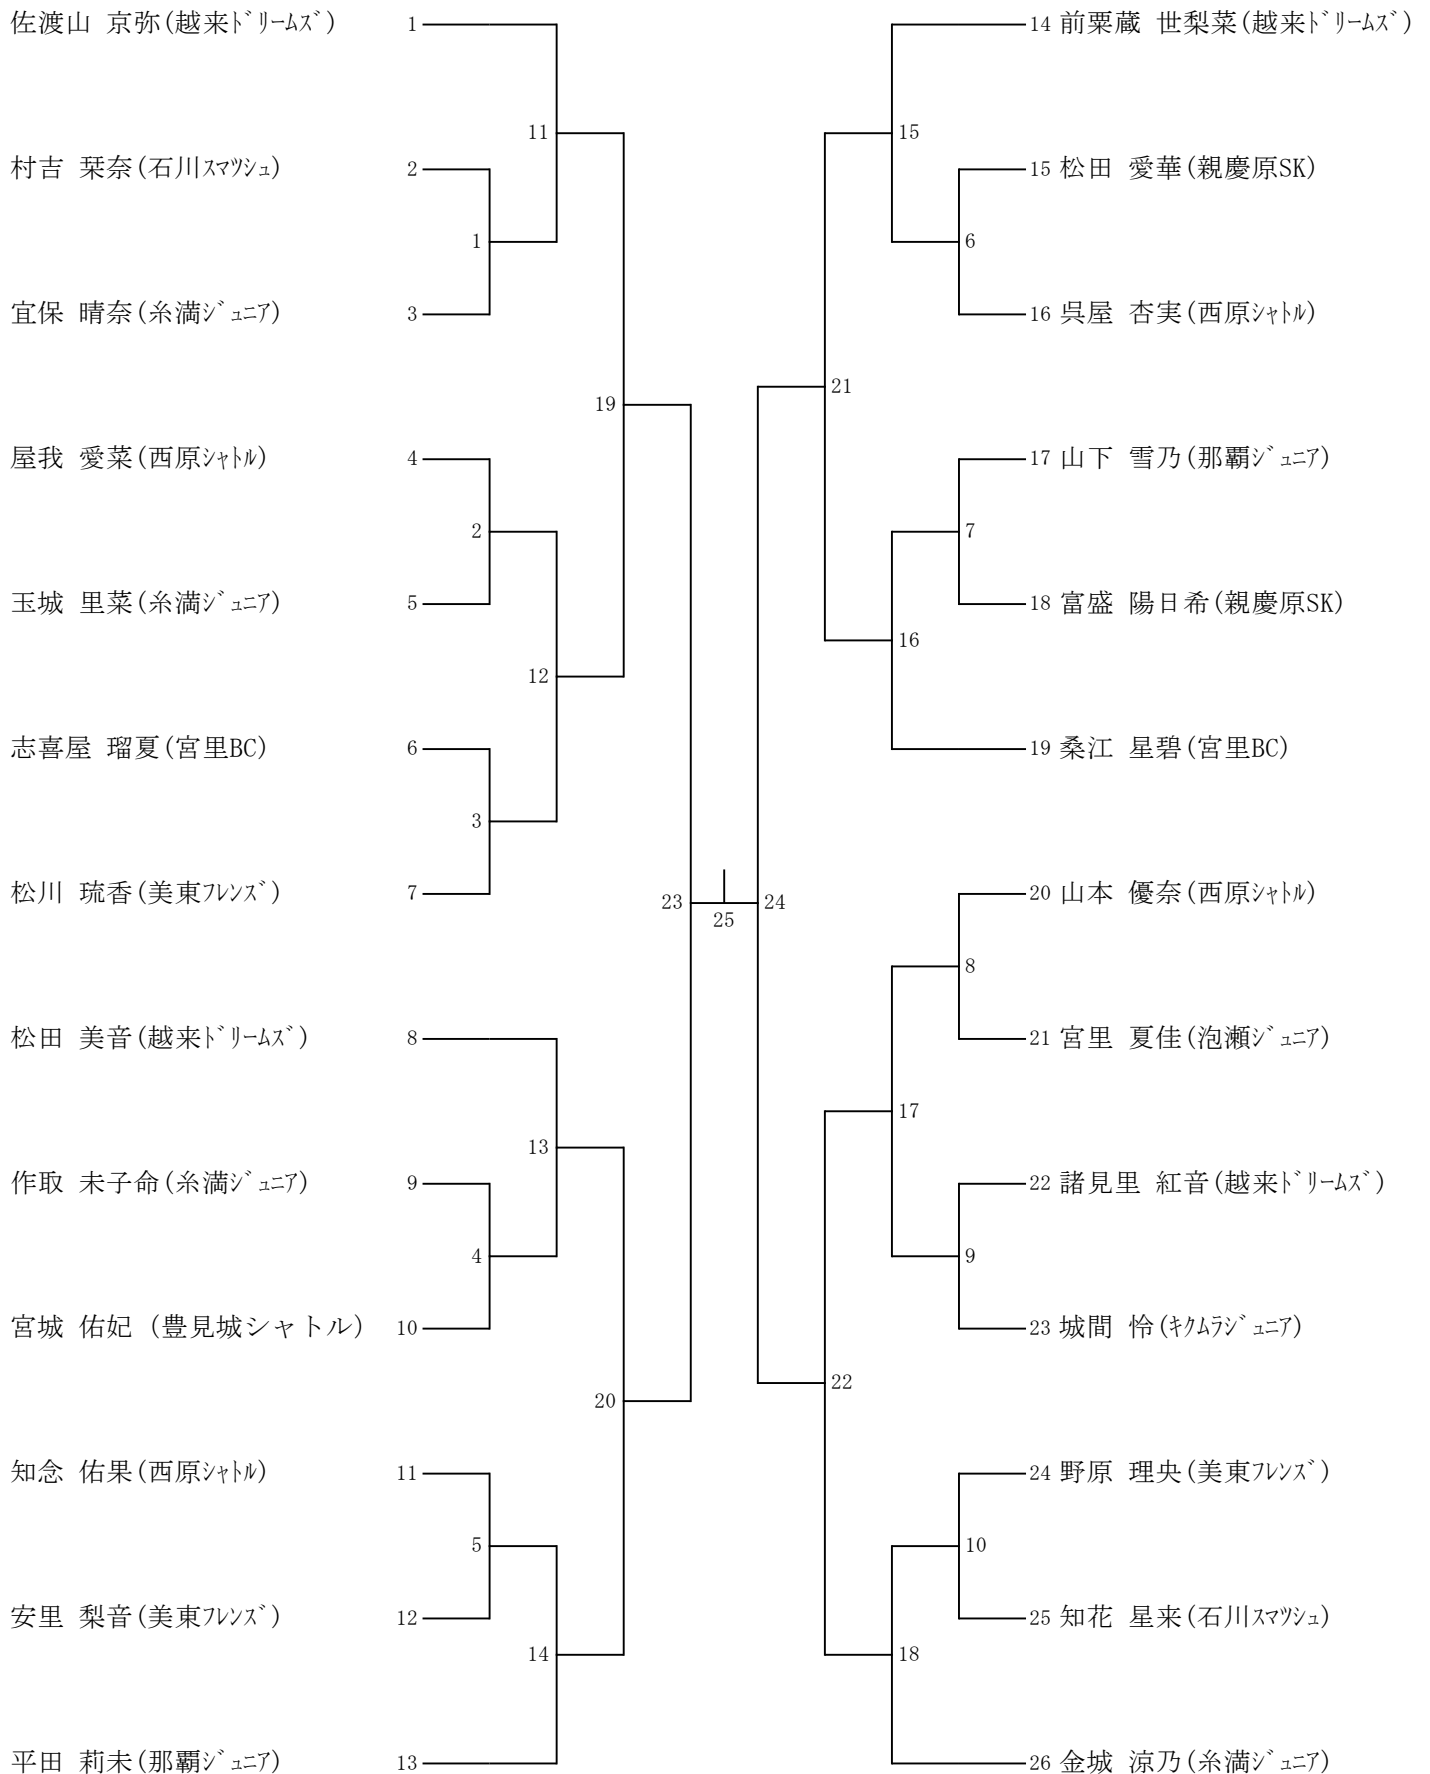 佐渡山 京弥(越来ﾄﾞﾘｰﾑｽﾞ) 1
11
村吉 栞奈(石川ｽﾏｯｼｭ) 2
1
宜保 晴奈(糸満ｼﾞｭﾆｱ) 3
19
屋我 愛菜(西原ｼｬﾄﾙ) 4
2
玉城 里菜(糸満ｼﾞｭﾆｱ) 5
12
志喜屋 瑠夏(宮里BC) 6
3
松川 琉香(美東ﾌﾚﾝｽﾞ) 7
23
松田 美音(越来ﾄﾞﾘｰﾑｽﾞ) 8
13
作取 未子命(糸満ｼﾞｭﾆｱ) 9
4
宮城 佑妃 (豊見城シャトル) 10
20
知念 佑果(西原ｼｬﾄﾙ) 11
5
安里 梨音(美東ﾌﾚﾝｽﾞ) 12
14
平田 莉未(那覇ｼﾞｭﾆｱ) 13
25
14 前粟蔵 世梨菜(越来ﾄﾞﾘｰﾑｽﾞ)
15
15 松田 愛華(親慶原SK)
6
16 呉屋 杏実(西原ｼｬﾄﾙ)
21
17 山下 雪乃(那覇ｼﾞｭﾆｱ)
7
18 富盛 陽日希(親慶原SK)
16
19 桑江 星碧(宮里BC)
20 山本 優奈(西原ｼｬﾄﾙ)
24
8
21 宮里 夏佳(泡瀬ｼﾞｭﾆｱ)
17
22 諸見里 紅音(越来ﾄﾞﾘｰﾑｽﾞ)
9
23 城間 怜(ｷｸﾑﾗｼﾞｭﾆｱ)
22
24 野原 理央(美東ﾌﾚﾝｽﾞ)
10
25 知花 星来(石川ｽﾏｯｼｭ)
18
26 金城 涼乃(糸満ｼﾞｭﾆｱ)